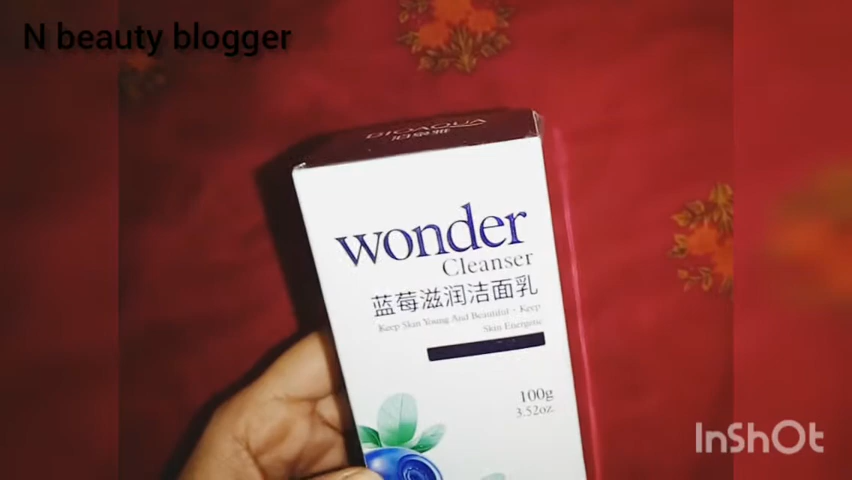 N beauty blogger
BIOAQUA
wonder
Cleanser
蓝莓滋润洁面乳
Keep Skin Young And Beautiful · Keep
Skin Energetic
100g
3.52oz.
InShOt